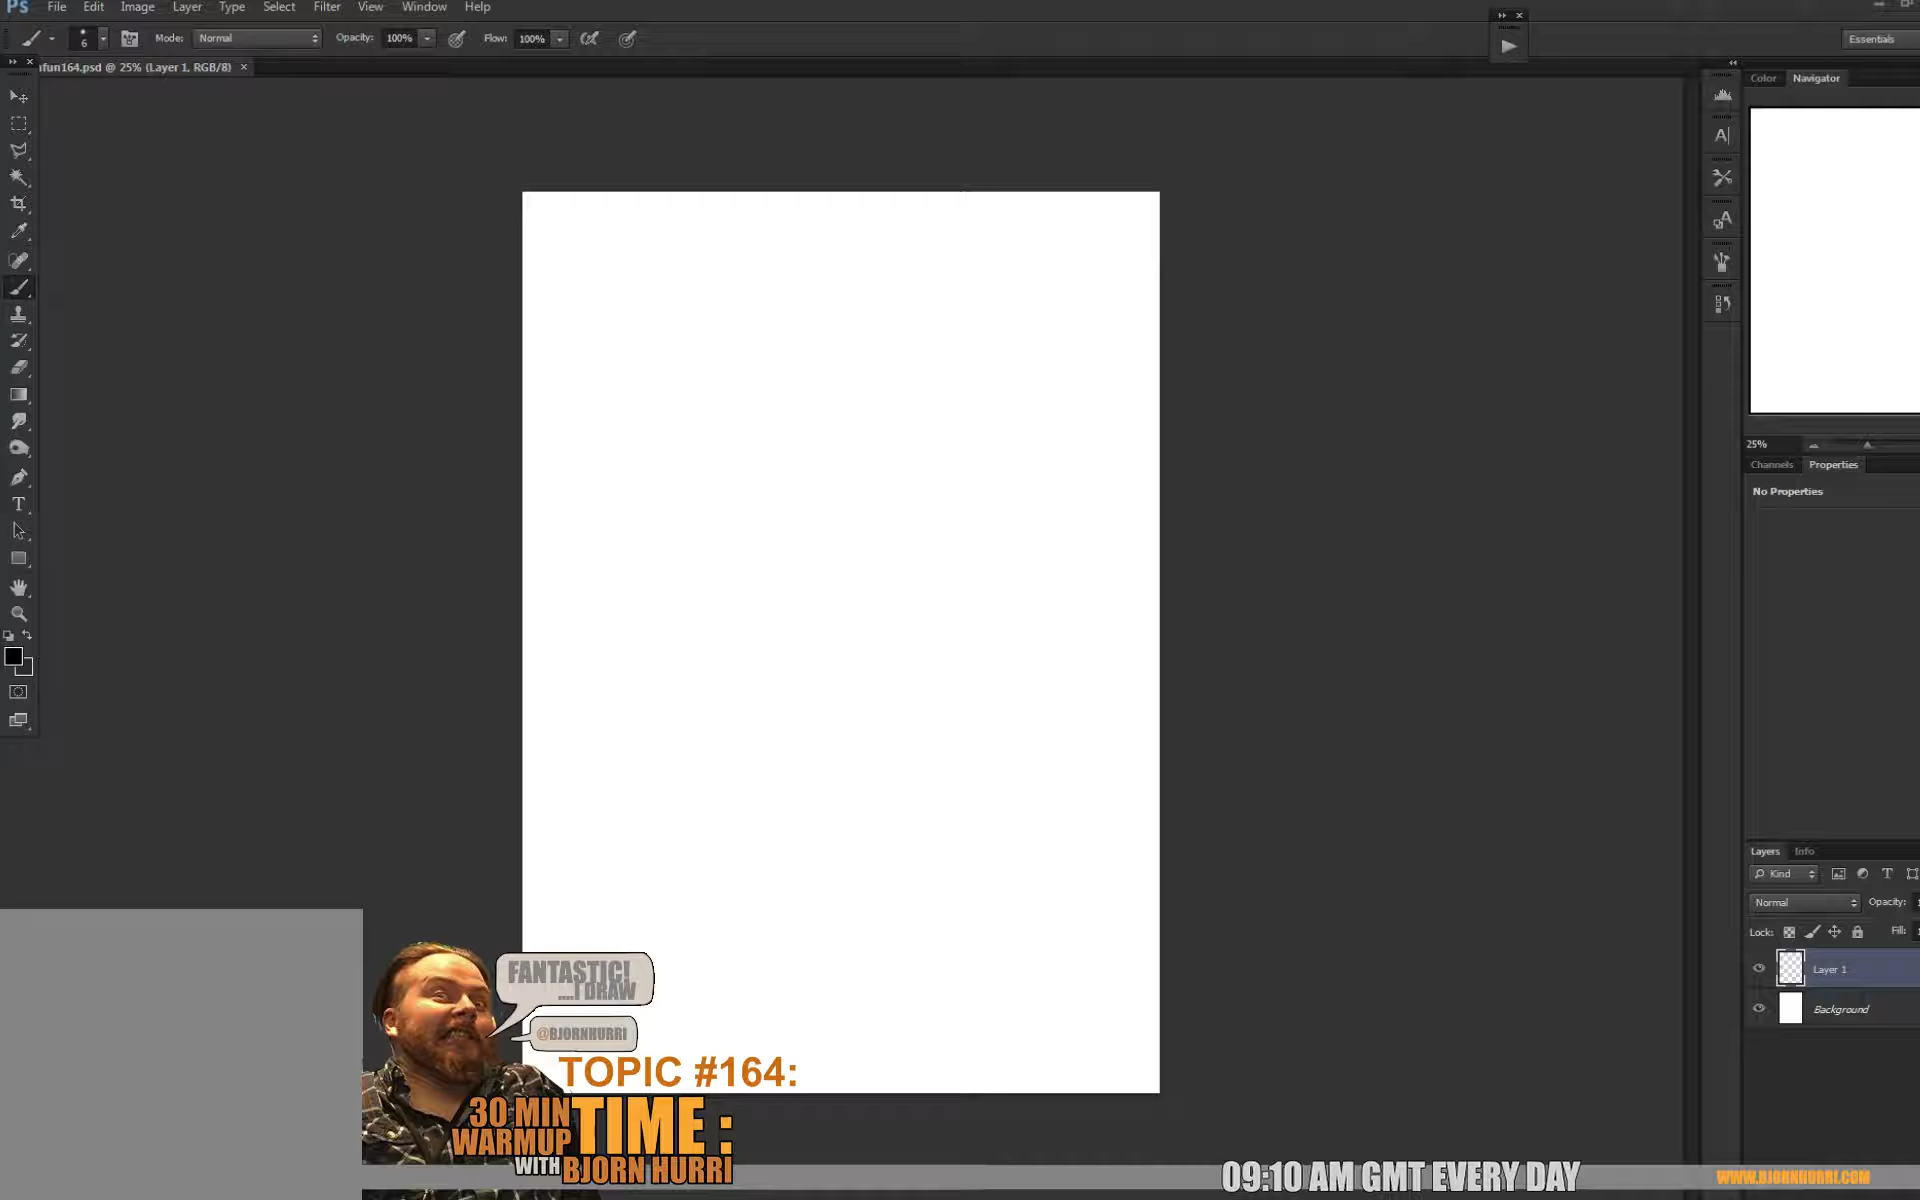 Ps File Edit Image Layer Type Select Filter View Window Help
6 Mode: Normal Opacity: 100% Flow: 100% Essentials
fun164.psd @ 25% (Layer 1, RGB/8) ×
Color Navigator
25%
Channels Properties
No Properties
Layers Info
Kind
Normal Opacity:
Lock: Fill:
Layer 1
Background
FANTASTIC!
....I DRAW
@BJORNHURRI
TOPIC #164:
30 MIN
WARMUP
TIME :
WITH BJORN HURRI
09:10 AM GMT EVERY DAY
WWW.BJORNHURRI.COM